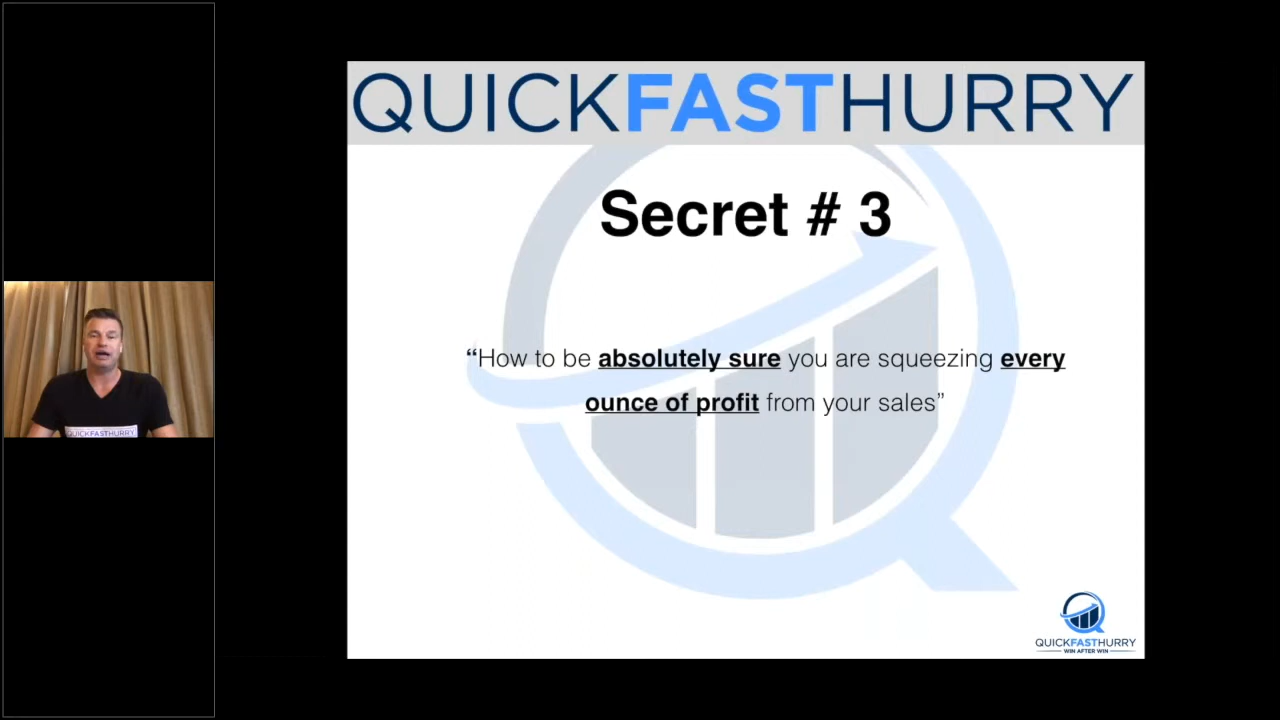 QUICKFASTHURRY
Secret # 3
“How to be absolutely sure you are squeezing every
ounce of profit from your sales”
QUICKFASTHURRY
QUICKFASTHURRY
WIN AFTER WIN